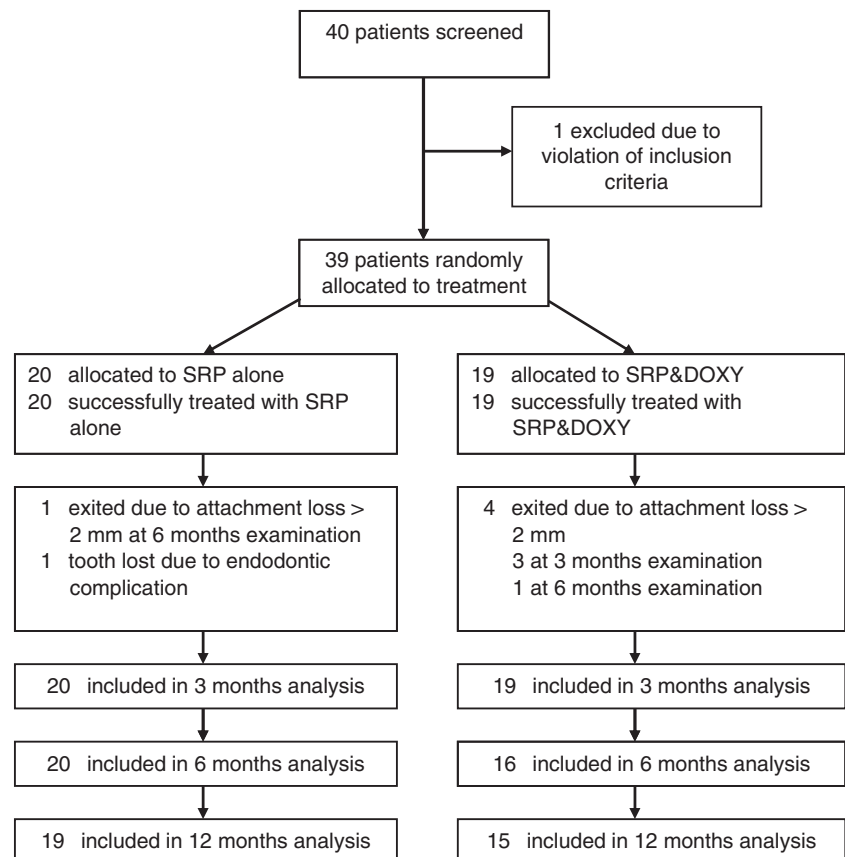 40 patients screened
1 excluded due to
violation of inclusion
criteria
39 patients randomly
allocated to treatment
20 allocated to SRP alone
20 successfully treated with SRP
alone
19 allocated to SRP&DOXY
19 successfully treated with
SRP&DOXY
1 exited due to attachment loss >
2 mm at 6 months examination
1 tooth lost due to endodontic
complication
4 exited due to attachment loss >
2 mm
3 at 3 months examination
1 at 6 months examination
20 included in 3 months analysis
19 included in 3 months analysis
20 included in 6 months analysis
16 included in 6 months analysis
19 included in 12 months analysis
15 included in 12 months analysis